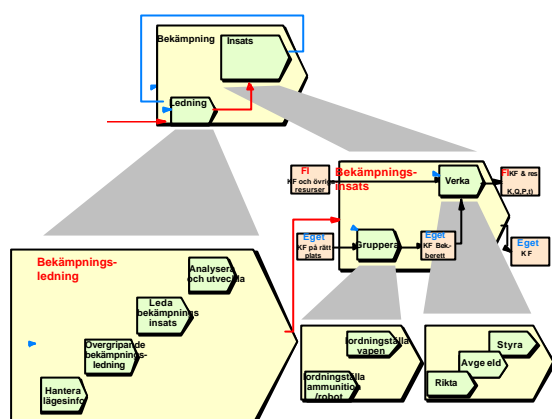 Bekämpning
Insats
Ledning
FI
KF och övriga
resurser
Bekämpnings-
insats
Verka
FI KF & res
K,O,P,t)
Eget
KF på rätt
plats
Gruppera
Eget
KF Bek-
berett
Eget
K F
Bekämpnings-
ledning
Analysera
och utveckla
Leda
bekämpnings
insats
Övergripande
bekämpnings-
ledning
Hantera
lägesinfo
Iordningställa
vapen
Iordningställa
ammunition
/robot
Styra
Avge eld
Rikta